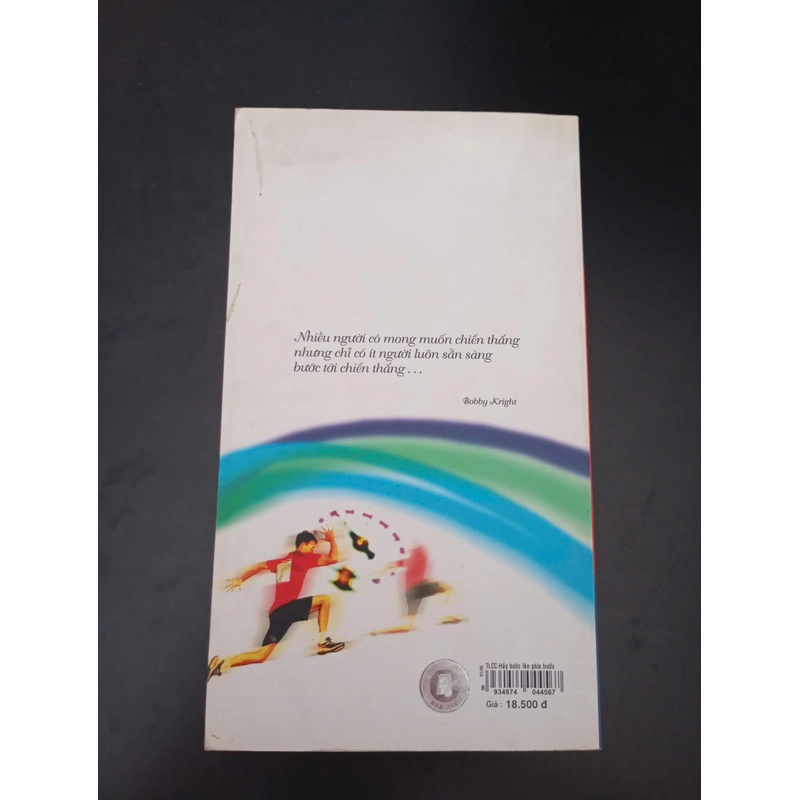 Nhiều người có mong muốn chiến thắng
nhưng chỉ có ít người luôn sẵn sàng
bước tới chiến thắng . . .
Bobby Kright
TLCC-Hãy bước lên phía trước
8 934974 044567
Giá : 18.500 đ